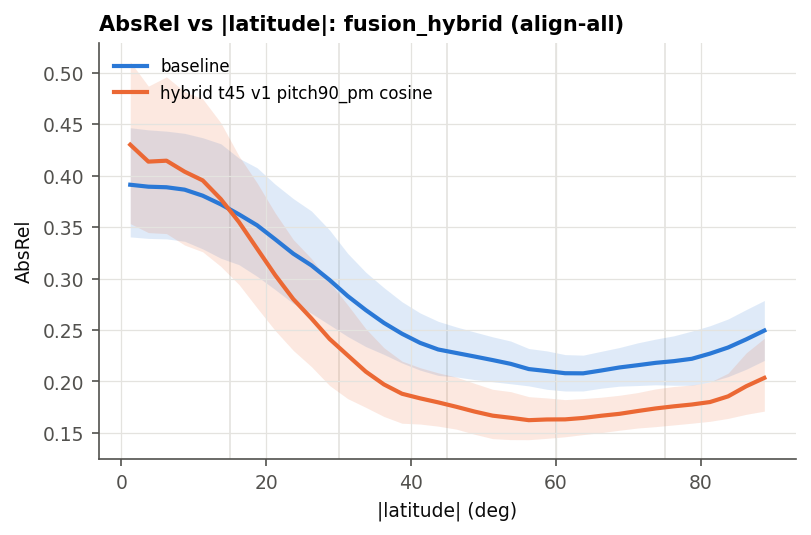 AbsRel vs |latitude|: fusion_hybrid (align-all)
baseline
hybrid t45 v1 pitch90_pm cosine
AbsRel
0.50
0.45
0.40
0.35
0.30
0.25
0.20
0.15
0
20
40
60
80
|latitude| (deg)